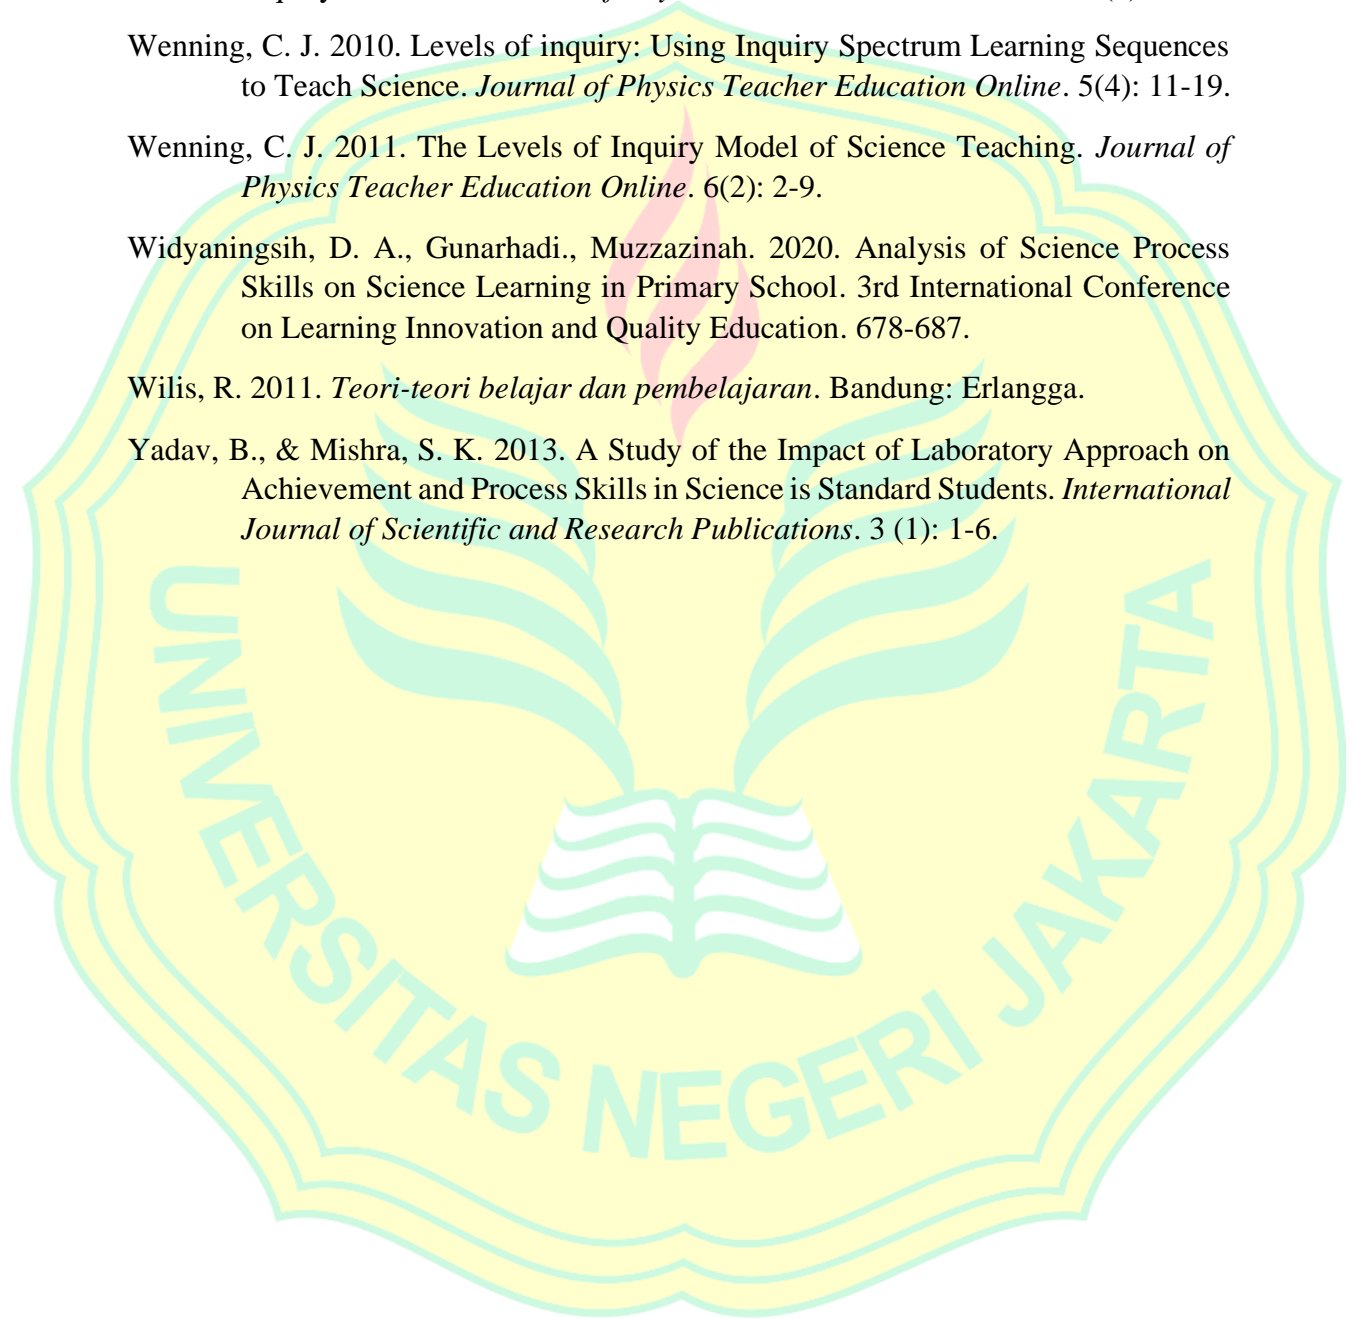 Wenning, C. J. 2010. Levels of inquiry: Using Inquiry Spectrum Learning Sequences
to Teach Science. Journal of Physics Teacher Education Online. 5(4): 11-19.
Wenning, C. J. 2011. The Levels of Inquiry Model of Science Teaching. Journal of
Physics Teacher Education Online. 6(2): 2-9.
Widyaningsih, D. A., Gunarhadi., Muzzazinah. 2020. Analysis of Science Process
Skills on Science Learning in Primary School. 3rd International Conference
on Learning Innovation and Quality Education. 678-687.
Wilis, R. 2011. Teori-teori belajar dan pembelajaran. Bandung: Erlangga.
Yadav, B., & Mishra, S. K. 2013. A Study of the Impact of Laboratory Approach on
Achievement and Process Skills in Science is Standard Students. International
Journal of Scientific and Research Publications. 3 (1): 1-6.
UNIVERSITAS NEGERI JAKARTA